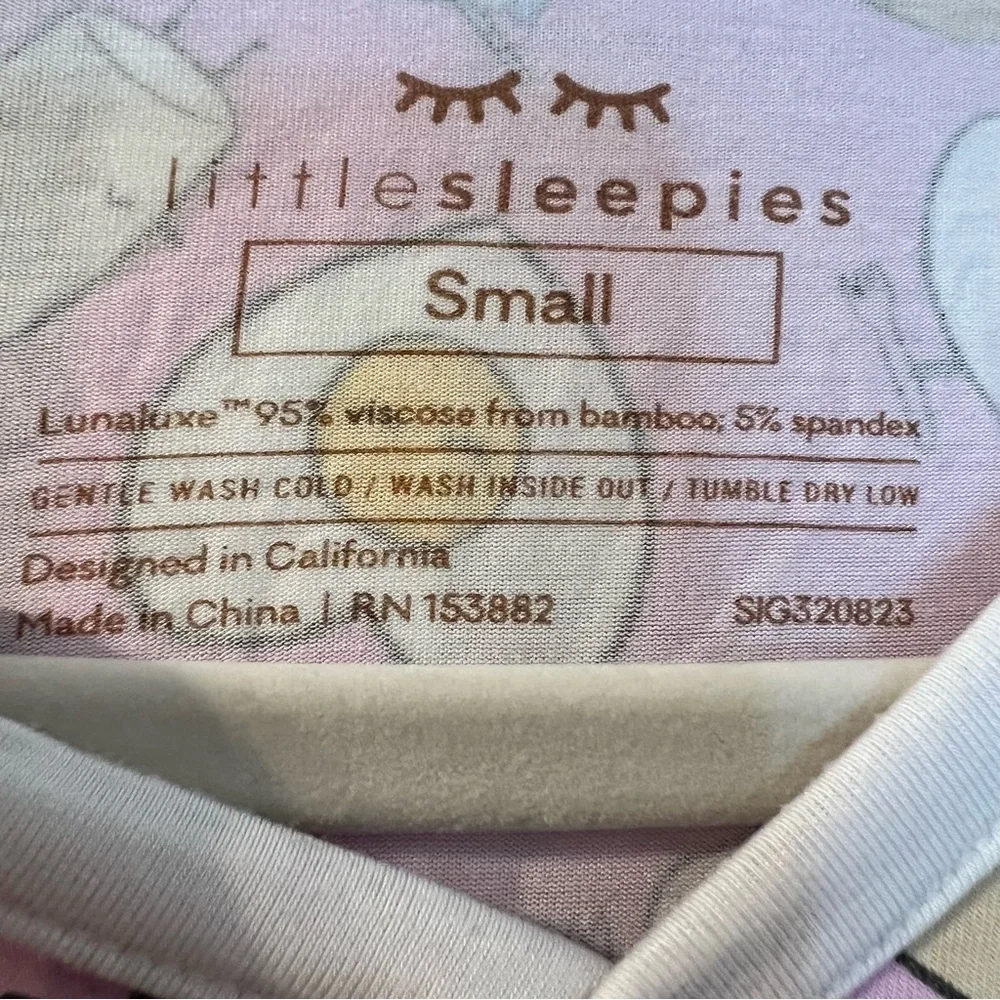 littlesleepies
Small
Lunaluxe™ 95% viscose from bamboo; 5% spandex
GENTLE WASH COLD / WASH INSIDE OUT / TUMBLE DRY LOW
Designed in California
Made in China | RN 153882 SIG320823